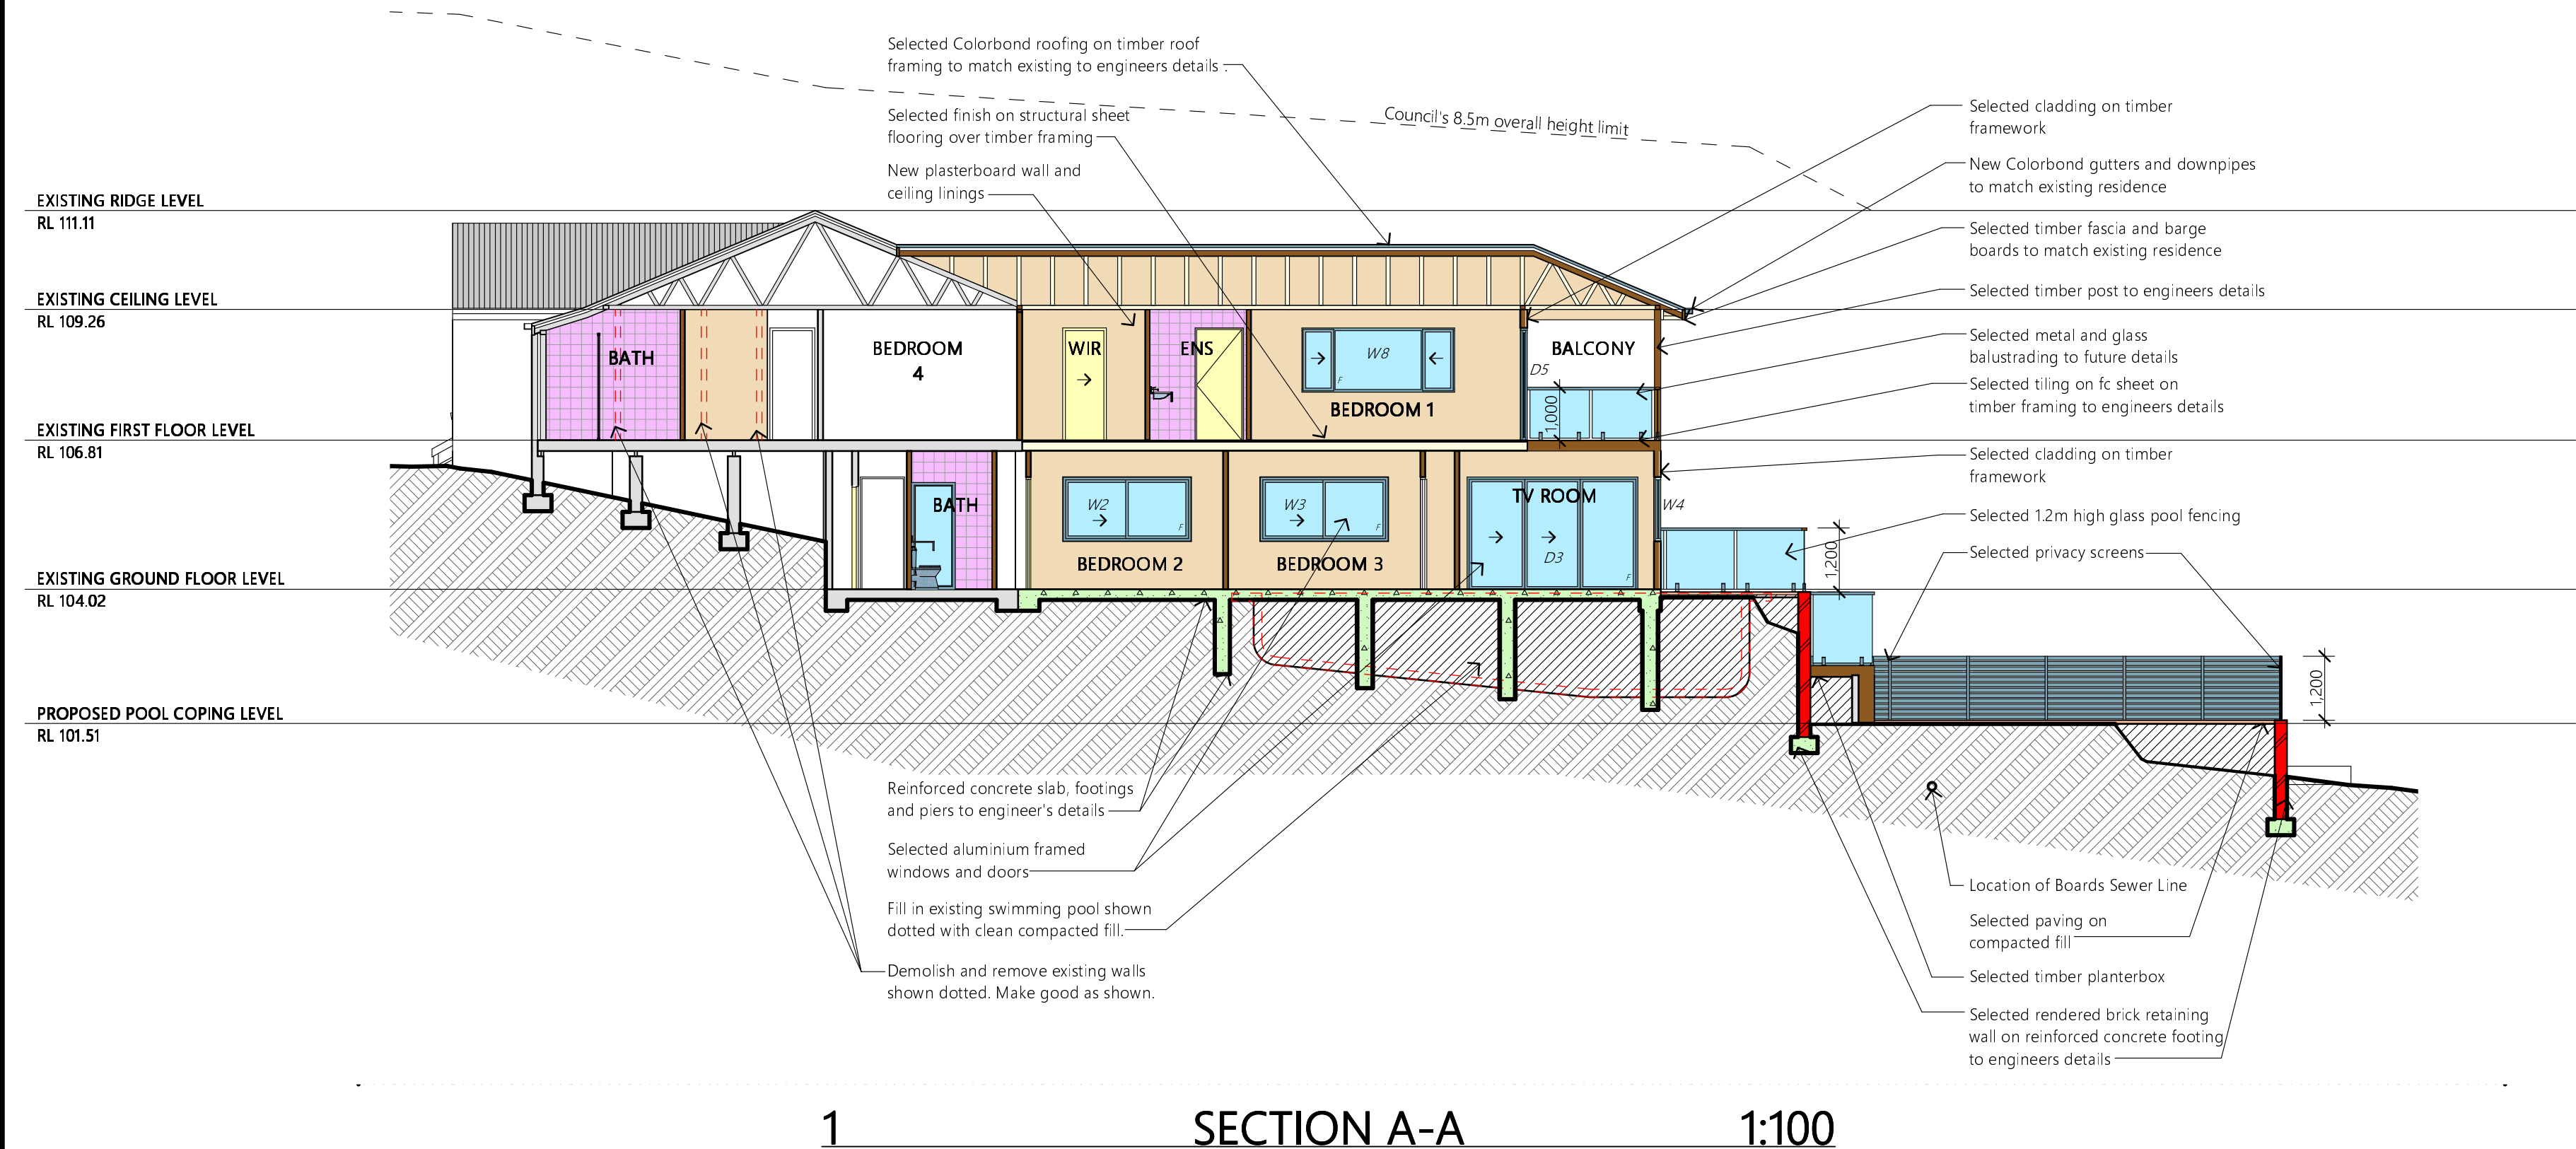 Selected Colorbond roofing on timber roof
framing to match existing to engineers details .
Selected finish on structural sheet
flooring over timber framing
New plasterboard wall and
ceiling linings
Council's 8.5m overall height limit
Selected cladding on timber
framework
New Colorbond gutters and downpipes
to match existing residence
Selected timber fascia and barge
boards to match existing residence
Selected timber post to engineers details
Selected metal and glass
balustrading to future details
Selected tiling on fc sheet on
timber framing to engineers details
Selected cladding on timber
framework
Selected 1.2m high glass pool fencing
Selected privacy screens
EXISTING RIDGE LEVEL
RL 111.11
EXISTING CEILING LEVEL
RL 109.26
EXISTING FIRST FLOOR LEVEL
RL 106.81
EXISTING GROUND FLOOR LEVEL
RL 104.02
PROPOSED POOL COPING LEVEL
RL 101.51
BATH
BEDROOM
4
WIR
ENS
W8
F
BEDROOM 1
D5
BALCONY
1,000
BATH
W2
F
BEDROOM 2
W3
F
BEDROOM 3
TV ROOM
D3
F
W4
1,200
1,200
Reinforced concrete slab, footings
and piers to engineer's details
Selected aluminium framed
windows and doors
Fill in existing swimming pool shown
dotted with clean compacted fill.
Demolish and remove existing walls
shown dotted. Make good as shown.
Location of Boards Sewer Line
Selected paving on
compacted fill
Selected timber planterbox
Selected rendered brick retaining
wall on reinforced concrete footing
to engineers details
1 SECTION A-A 1:100